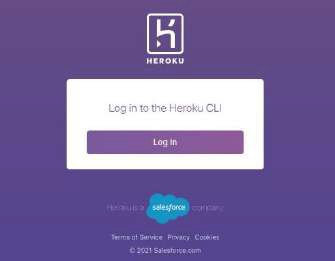 HEROKU
Log in to the Heroku CLI
Log In
Heroku is a salesforce company
Terms of Service Privacy Cookies
© 2021 Salesforce.com